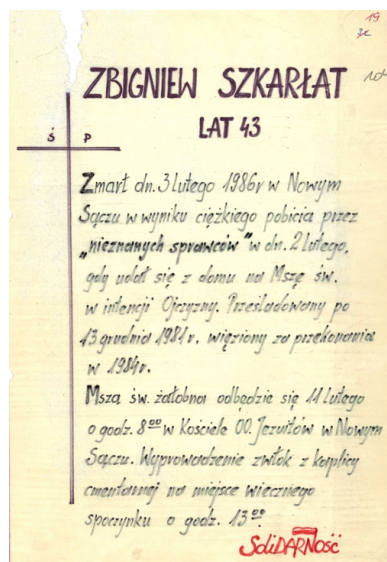 19
ZBIGNIEW SZKARŁAT
LAT 43
Ś P
Zmarł dn. 3 lutego 1986r w Nowym
Sączu w wyniku ciężkiego pobicia przez
„nieznanych sprawców" w dn. 2 lutego,
gdy udał się z domu na Mszę św.
w intencji Ojczyzny. Prześladowany po
13 grudnia 1981r. więziony za przekonania
w 1984r.
Msza św. żałobna odbędzie się 11 lutego
o godz. 8⁰⁰ w Kościele OO. Jezuitów w Nowym
Sączu. Wyprowadzenie zwłok z kaplicy
cmentarnej na miejsce wiecznego
spoczynku o godz. 13⁰⁰.
SoliDARNOŚĆ